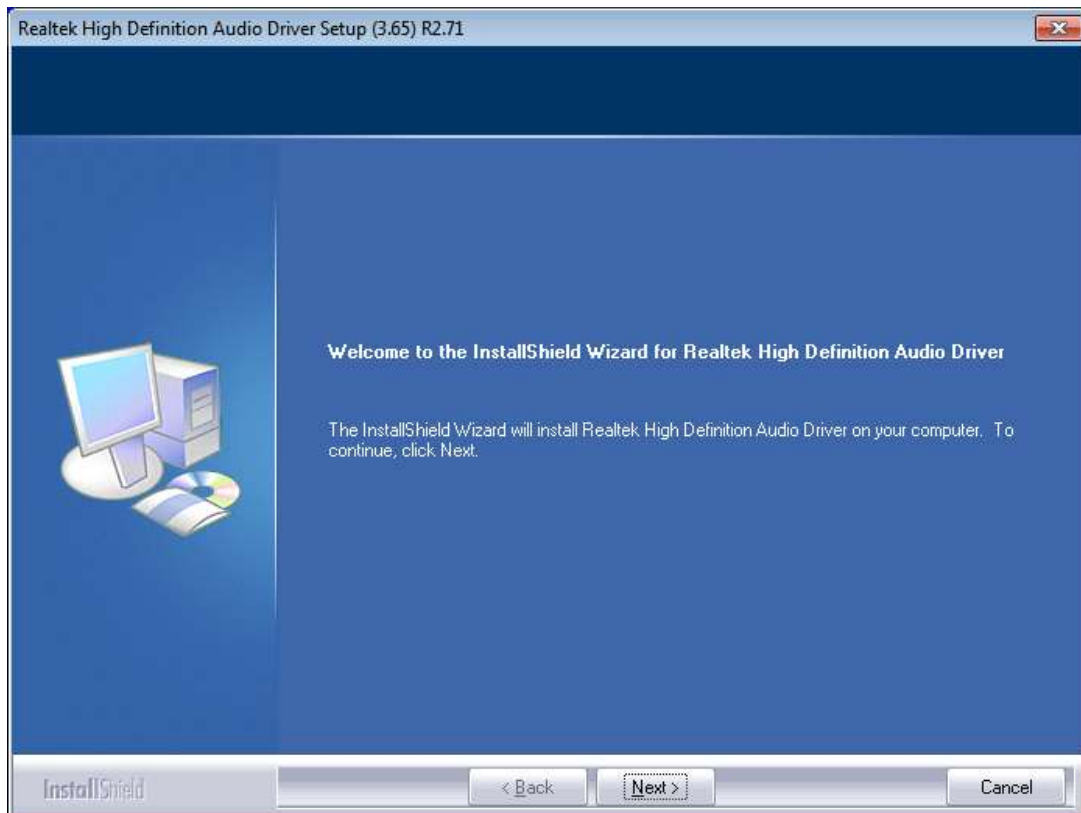 Realtek High Definition Audio Driver Setup (3.65) R2.71
Welcome to the InstallShield Wizard for Realtek High Definition Audio Driver
The InstallShield Wizard will install Realtek High Definition Audio Driver on your computer. To
continue, click Next.
InstallShield
< Back
Next >
Cancel